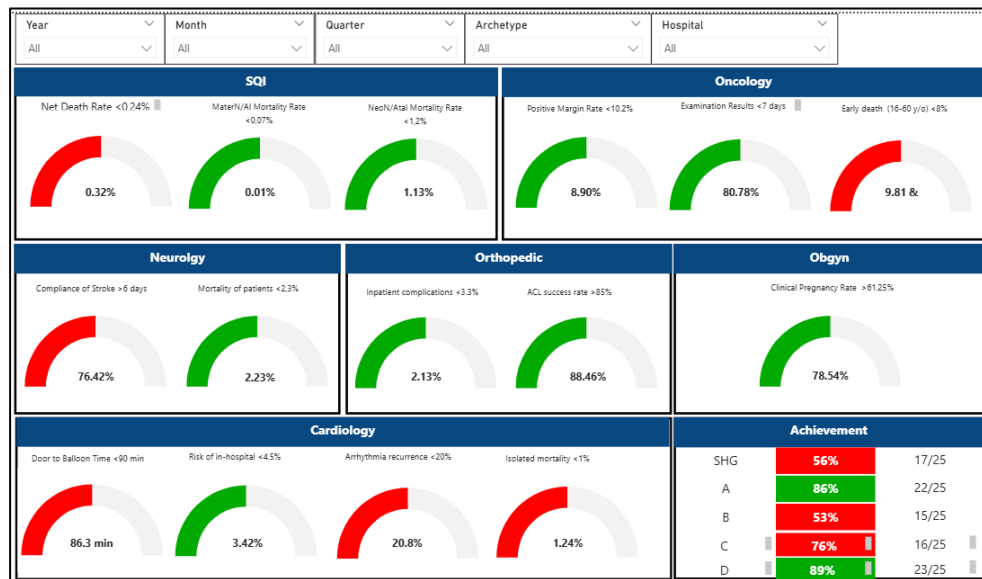 Year Month Quarter Archetype Hospital
All All All All All
SQI
Net Death Rate <0.24%
MaterN/Al Mortality Rate
<0,07%
NeoN/Atal Mortality Rate
<1,2%
0.32% 0.01% 1.13%
Oncology
Positive Margin Rate <10.2% Examination Results <7 days Early death (16-60 y/o) <8%
8.90% 80.78% 9.81 &
Neurolgy
Compliance of Stroke >6 days Mortality of patients <2.3%
76.42% 2.23%
Orthopedic
Inpatient complications <3.3% ACL success rate >85%
2.13% 88.46%
Obgyn
Clinical Pregnancy Rate >61.25%
78.54%
Cardiology
Door to Balloon Time <90 min Risk of in-hospital <4,5% Arrhythmia recurrence <20% Isolated mortality <1%
86.3 min 3.42% 20.8% 1.24%
Achievement
SHG 56% 17/25
A 86% 22/25
B 53% 15/25
C 76% 16/25
D 89% 23/25